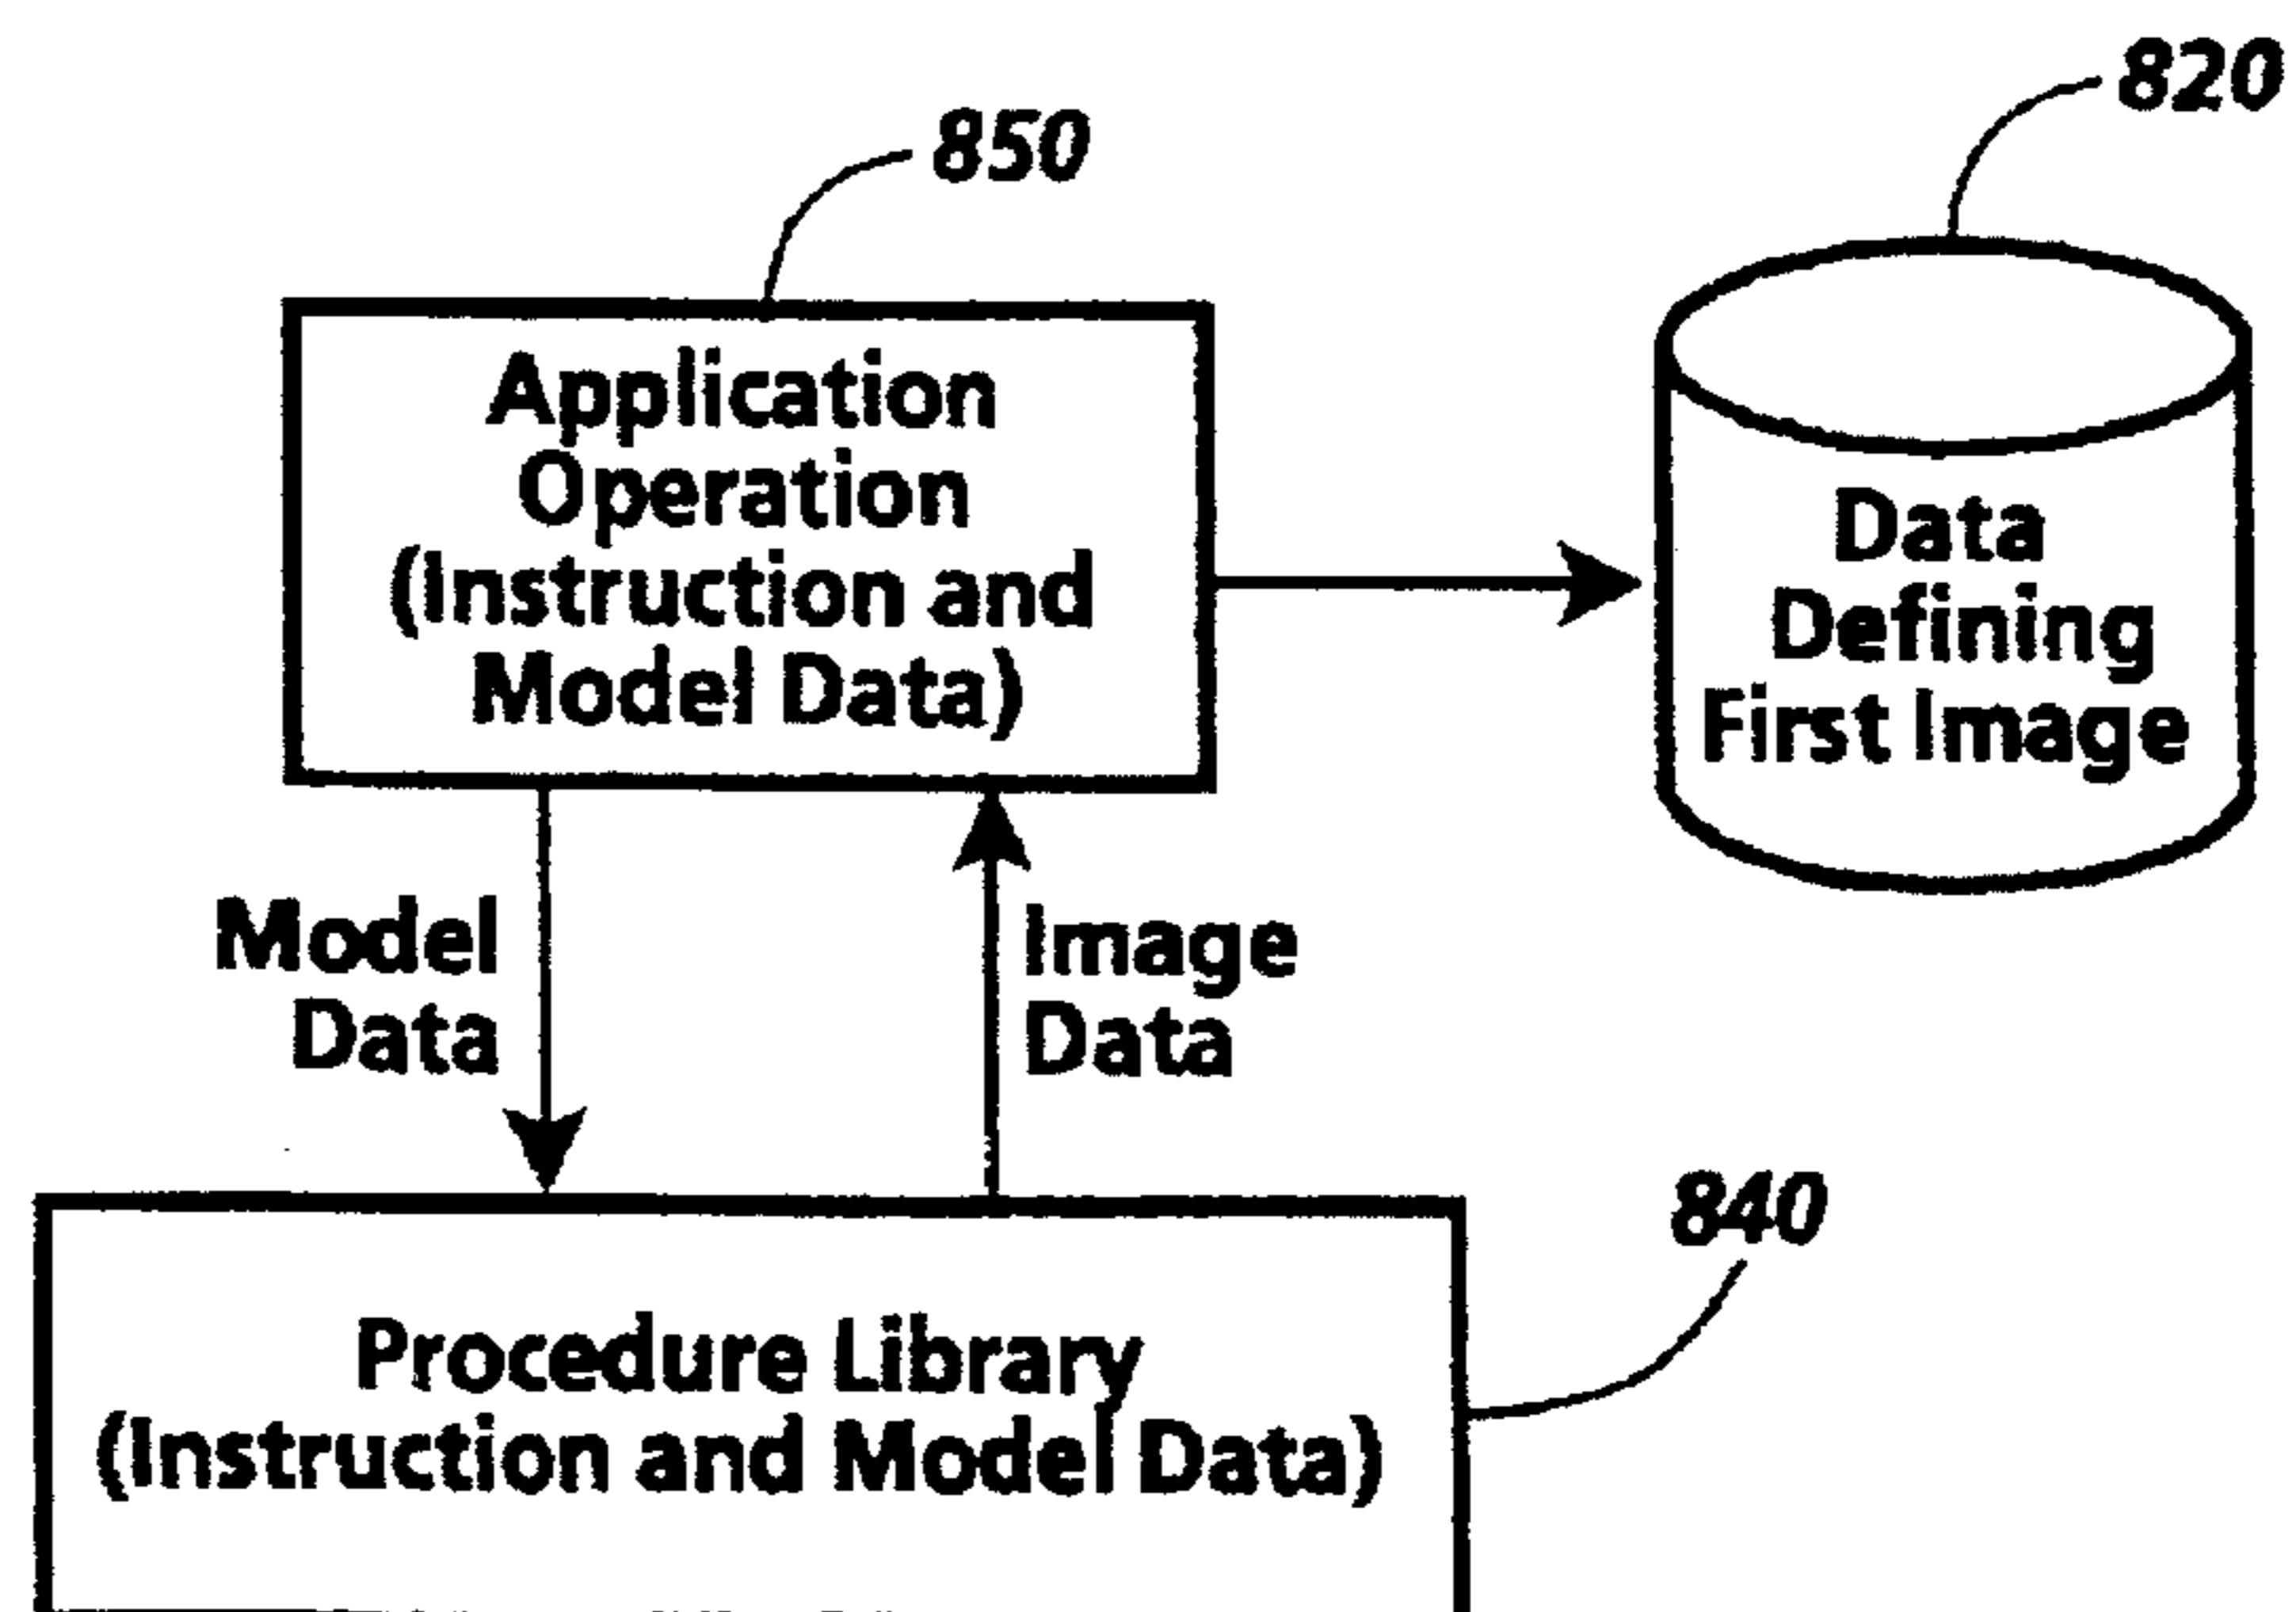 820
850
Application
Operation
(Instruction and
Model Data)
Data
Defining
First Image
Model
Data
Image
Data
840
Procedure Library
(Instruction and Model Data)